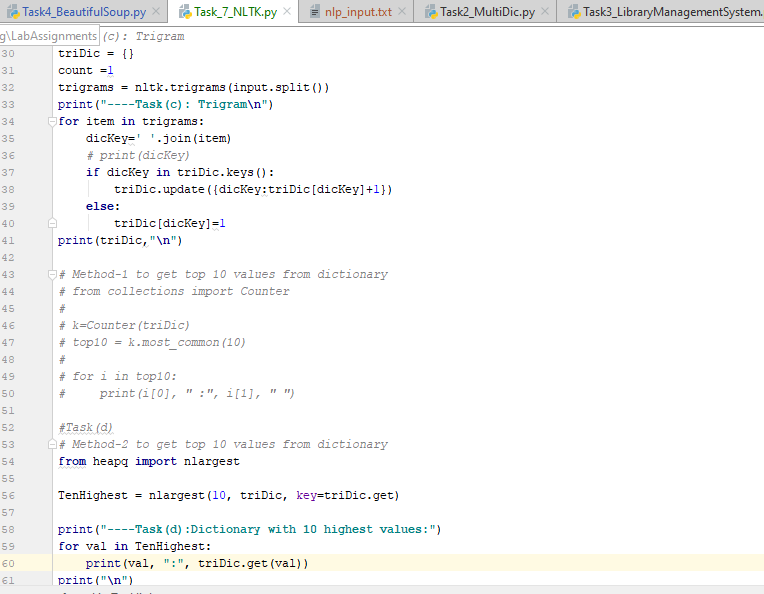 Task4_BeautifulSoup.py Task_7_NLTK.py nlp_input.txt Task2_MultiDic.py Task3_LibraryManagementSystem.
g\LabAssignments (c): Trigram
30 triDic = {}
31 count =1
32 trigrams = nltk.trigrams(input.split())
33 print("----Task(c): Trigram\n")
34 for item in trigrams:
35 dicKey=' '.join(item)
36 # print(dicKey)
37 if dicKey in triDic.keys():
38 triDic.update({dicKey:triDic[dicKey]+1})
39 else:
40 triDic[dicKey]=1
41 print(triDic,"\n")
42
43 # Method-1 to get top 10 values from dictionary
44 # from collections import Counter
45 #
46 # k=Counter(triDic)
47 # top10 = k.most_common(10)
48 #
49 # for i in top10:
50 # print(i[0], " :", i[1], " ")
51
52 #Task(d)
53 # Method-2 to get top 10 values from dictionary
54 from heapq import nlargest
55
56 TenHighest = nlargest(10, triDic, key=triDic.get)
57
58 print("----Task(d):Dictionary with 10 highest values:")
59 for val in TenHighest:
60 print(val, ":", triDic.get(val))
61 print("\n")